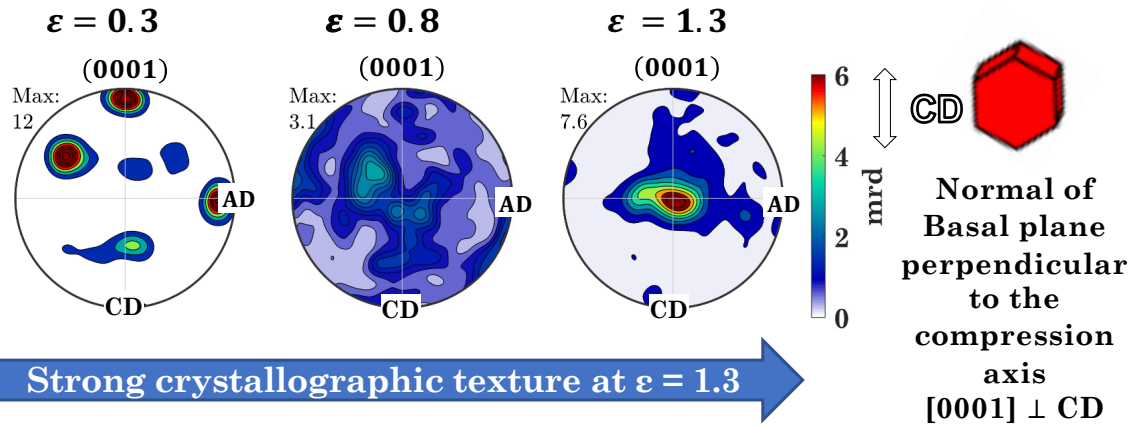 ε = 0.3
ε = 0.8
ε = 1.3
(0001)
(0001)
(0001)
Max:
12
Max:
3.1
Max:
7.6
AD
AD
AD
CD
CD
CD
6
4
2
0
mrd
CD
Normal of
Basal plane
perpendicular
to the
compression
axis
[0001] ⊥ CD
Strong crystallographic texture at ε = 1.3